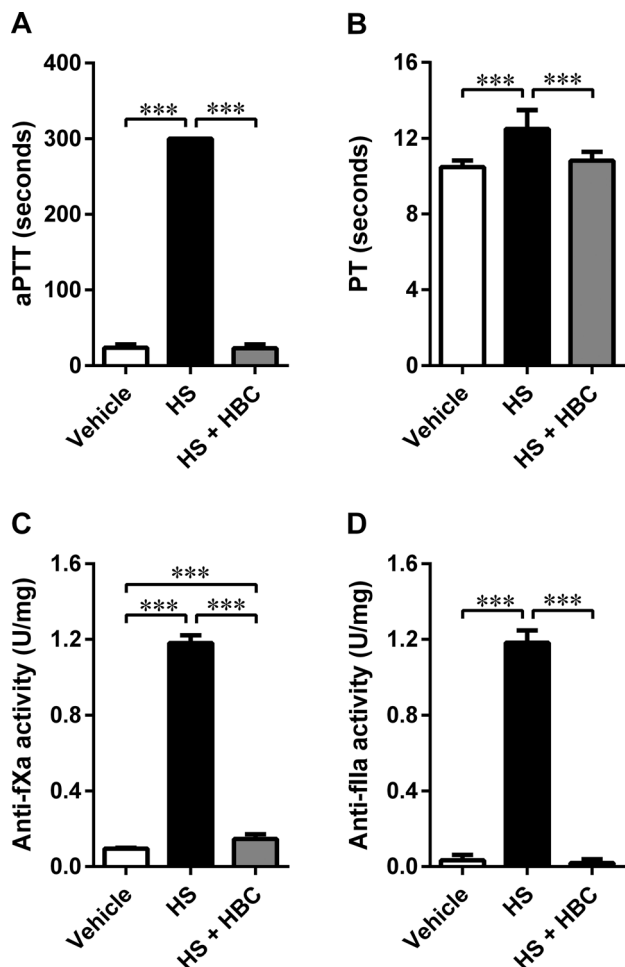 A
aPTT (seconds)
400
300
200
100
0
*** ***
Vehicle
HS
HS + HBC
B
PT (seconds)
16
12
8
4
0
*** ***
Vehicle
HS
HS + HBC
C
Anti-fXa activity (U/mg)
1.6
1.2
0.8
0.4
0.0
***
*** ***
Vehicle
HS
HS + HBC
D
Anti-fIIa activity (U/mg)
1.6
1.2
0.8
0.4
0.0
*** ***
Vehicle
HS
HS + HBC